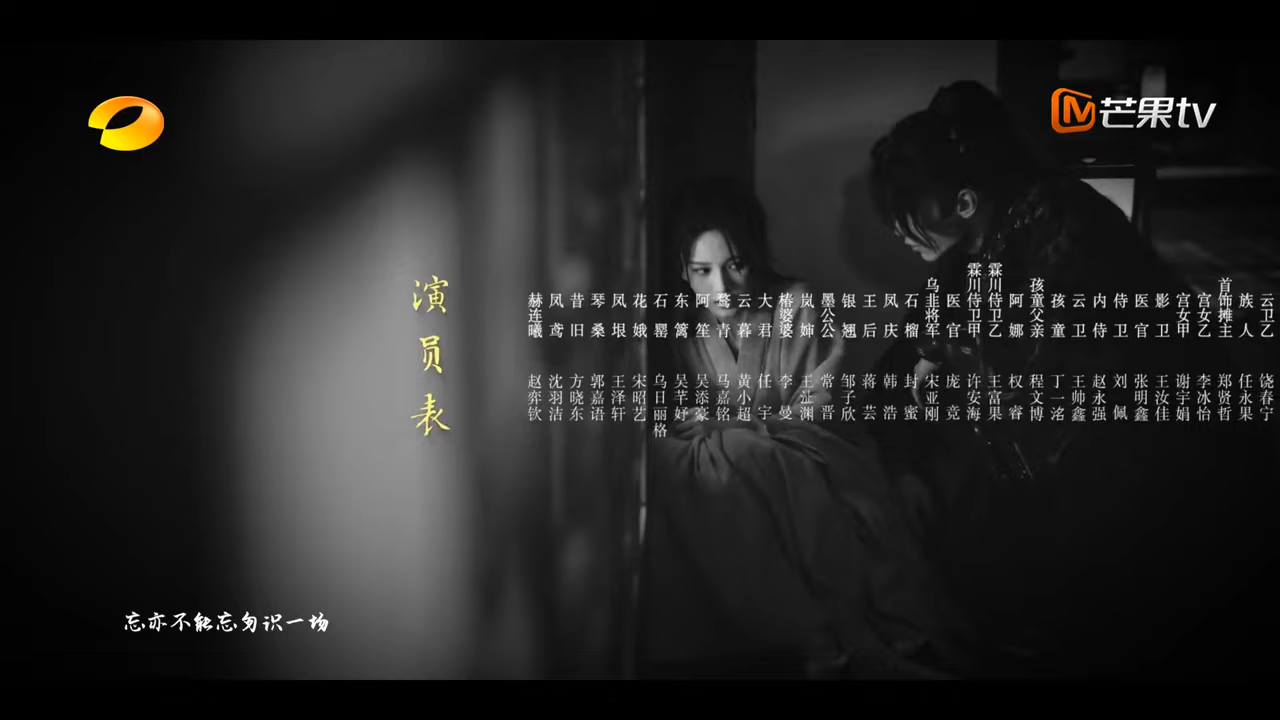 芒果tv
演员表
赫连曦 赵弈钦
凤鸢 沈羽洁
昔旧 方晓东
琴桑 郭嘉语
凤垠 王泽轩
花娥 宋昭艺
石罂 乌日丽格
东篱 吴芊妤
阿笙 吴添豪
鹜青 马嘉铭
云暮 黄小超
大君 任宇
椿婆婆 李曼
岚婶 王沚渊
墨公公 常晋
银翘 邹子欣
王后 蒋芸
凤庆 韩浩
石榴 封蜜
乌韭将军 宋亚刚
医官 庞竞
霖川侍卫甲 许安海
霖川侍卫乙 王富果
阿娜 权睿
孩童父亲 程文博
孩童 丁一洺
云卫 王帅鑫
内侍 赵永强
侍卫 刘佩
医官 张明鑫
影卫 王汝佳
宫女甲 谢宇娟
宫女乙 李冰怡
首饰摊主 郑贤哲
族人 任永果
云卫 饶春宁
忘亦不能忘匆识一场